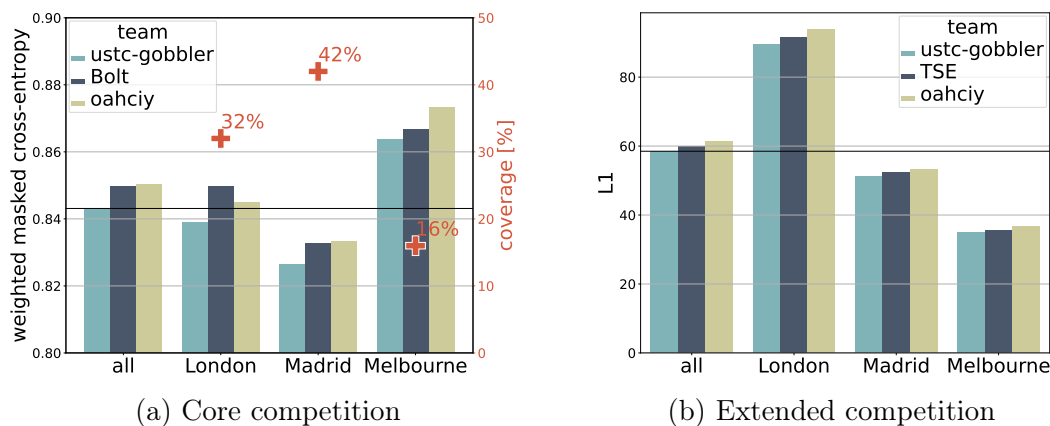 team
ustc-gobbler
Bolt
oahciy
weighted masked cross-entropy
0.90
0.88
0.86
0.84
0.82
0.80
32%
42%
16%
50
40
30
20
10
0
coverage [%]
all London Madrid Melbourne
(a) Core competition
team
ustc-gobbler
TSE
oahciy
L1
80
60
40
20
0
all London Madrid Melbourne
(b) Extended competition